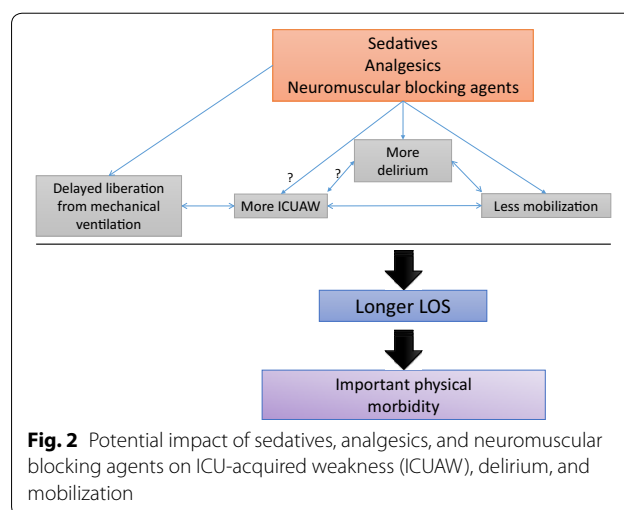 Sedatives
Analgesics
Neuromuscular blocking agents
More
delirium
?
?
Delayed liberation
from mechanical
ventilation
More ICUAW
Less mobilization
Longer LOS
Important physical
morbidity
Fig. 2 Potential impact of sedatives, analgesics, and neuromuscular
blocking agents on ICU-acquired weakness (ICUAW), delirium, and
mobilization